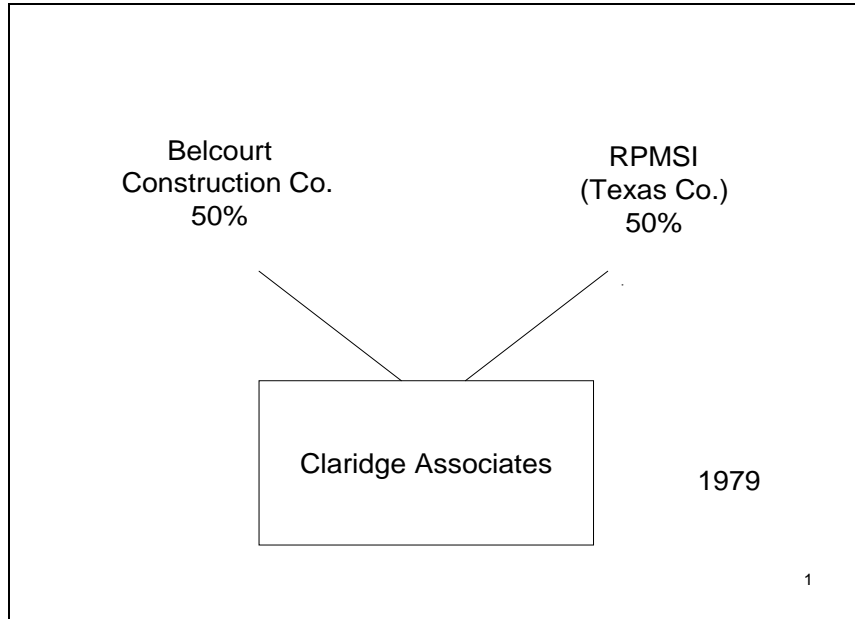 Belcourt
Construction Co.
50%
RPMSI
(Texas Co.)
50%
Claridge Associates
1979
1